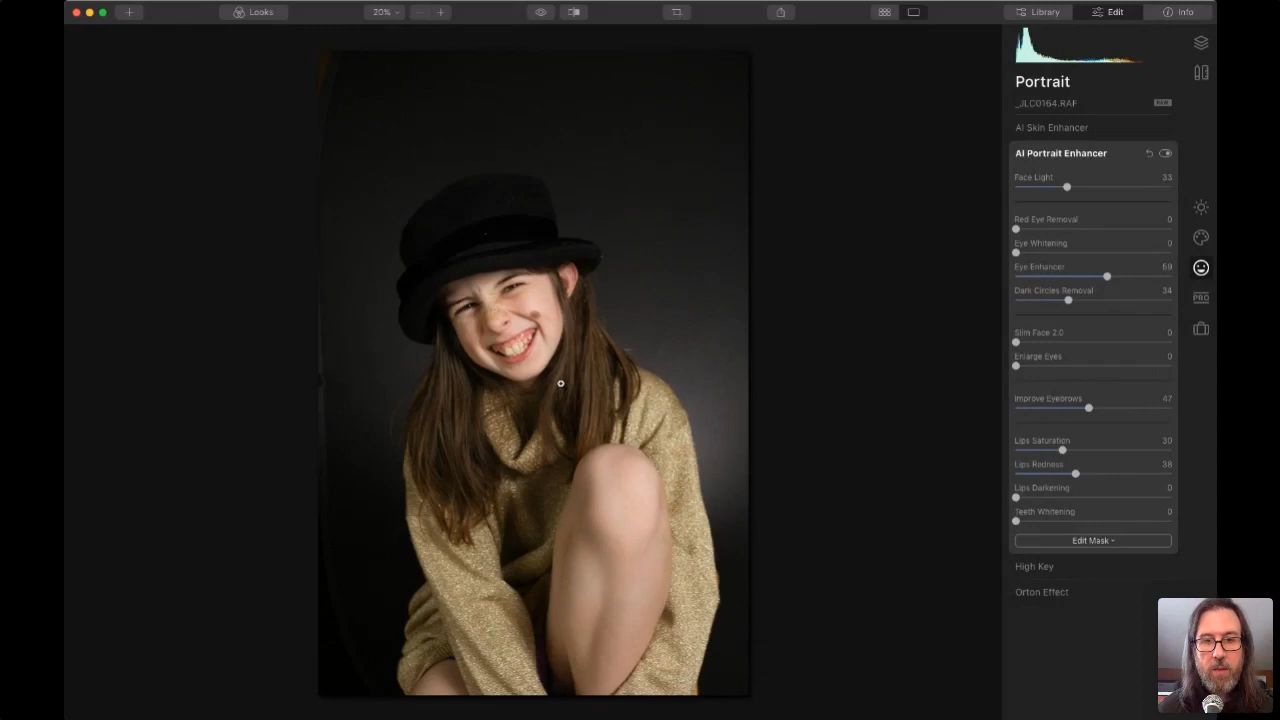 Looks
20%
Library
Edit
Info
Portrait
_JLC0164.RAF
RAW
AI Skin Enhancer
AI Portrait Enhancer
Face Light 33
Red Eye Removal 0
Eye Whitening 0
Eye Enhancer 59
Dark Circles Removal 34
Slim Face 2.0 0
Enlarge Eyes 0
Improve Eyebrows 47
Lips Saturation 30
Lips Redness 38
Lips Darkening 0
Teeth Whitening 0
Edit Mask
High Key
Orton Effect
PRO